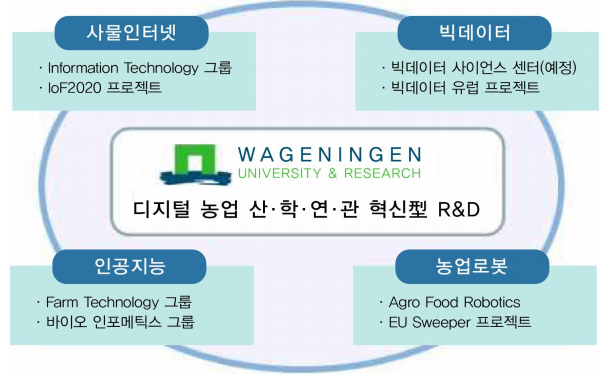 사물인터넷
· Information Technology 그룹
· IoF2020 프로젝트
빅데이터
· 빅데이터 사이언스 센터(예정)
· 빅데이터 유럽 프로젝트
WAGENINGEN
UNIVERSITY & RESEARCH
디지털 농업 산·학·연·관 혁신型 R&D
인공지능
· Farm Technology 그룹
· 바이오 인포메틱스 그룹
농업로봇
· Agro Food Robotics
· EU Sweeper 프로젝트